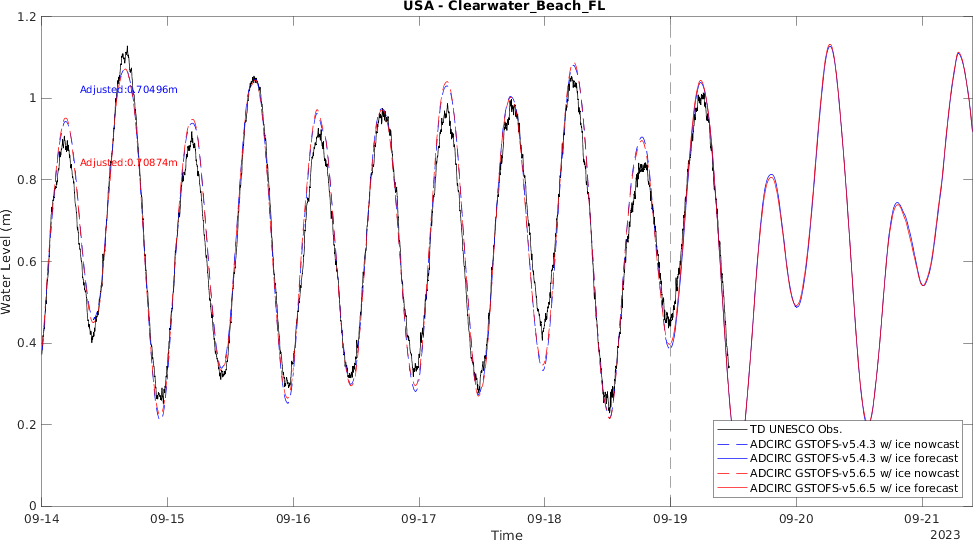 USA - Clearwater_Beach_FL
1.2
1
0.8
0.6
0.4
0.2
0
Water Level (m)
Adjusted:0.70496m
Adjusted:0.70874m
TD UNESCO Obs.
ADCIRC GSTOFS-v5.4.3 w/ ice nowcast
ADCIRC GSTOFS-v5.4.3 w/ ice forecast
ADCIRC GSTOFS-v5.6.5 w/ ice nowcast
ADCIRC GSTOFS-v5.6.5 w/ ice forecast
09-14 09-15 09-16 09-17 09-18 09-19 09-20 09-21
Time
2023